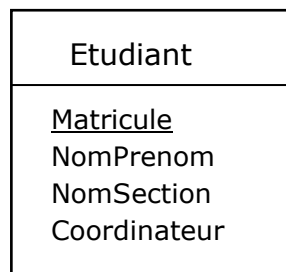 Etudiant
Matricule
NomPrenom
NomSection
Coordinateur